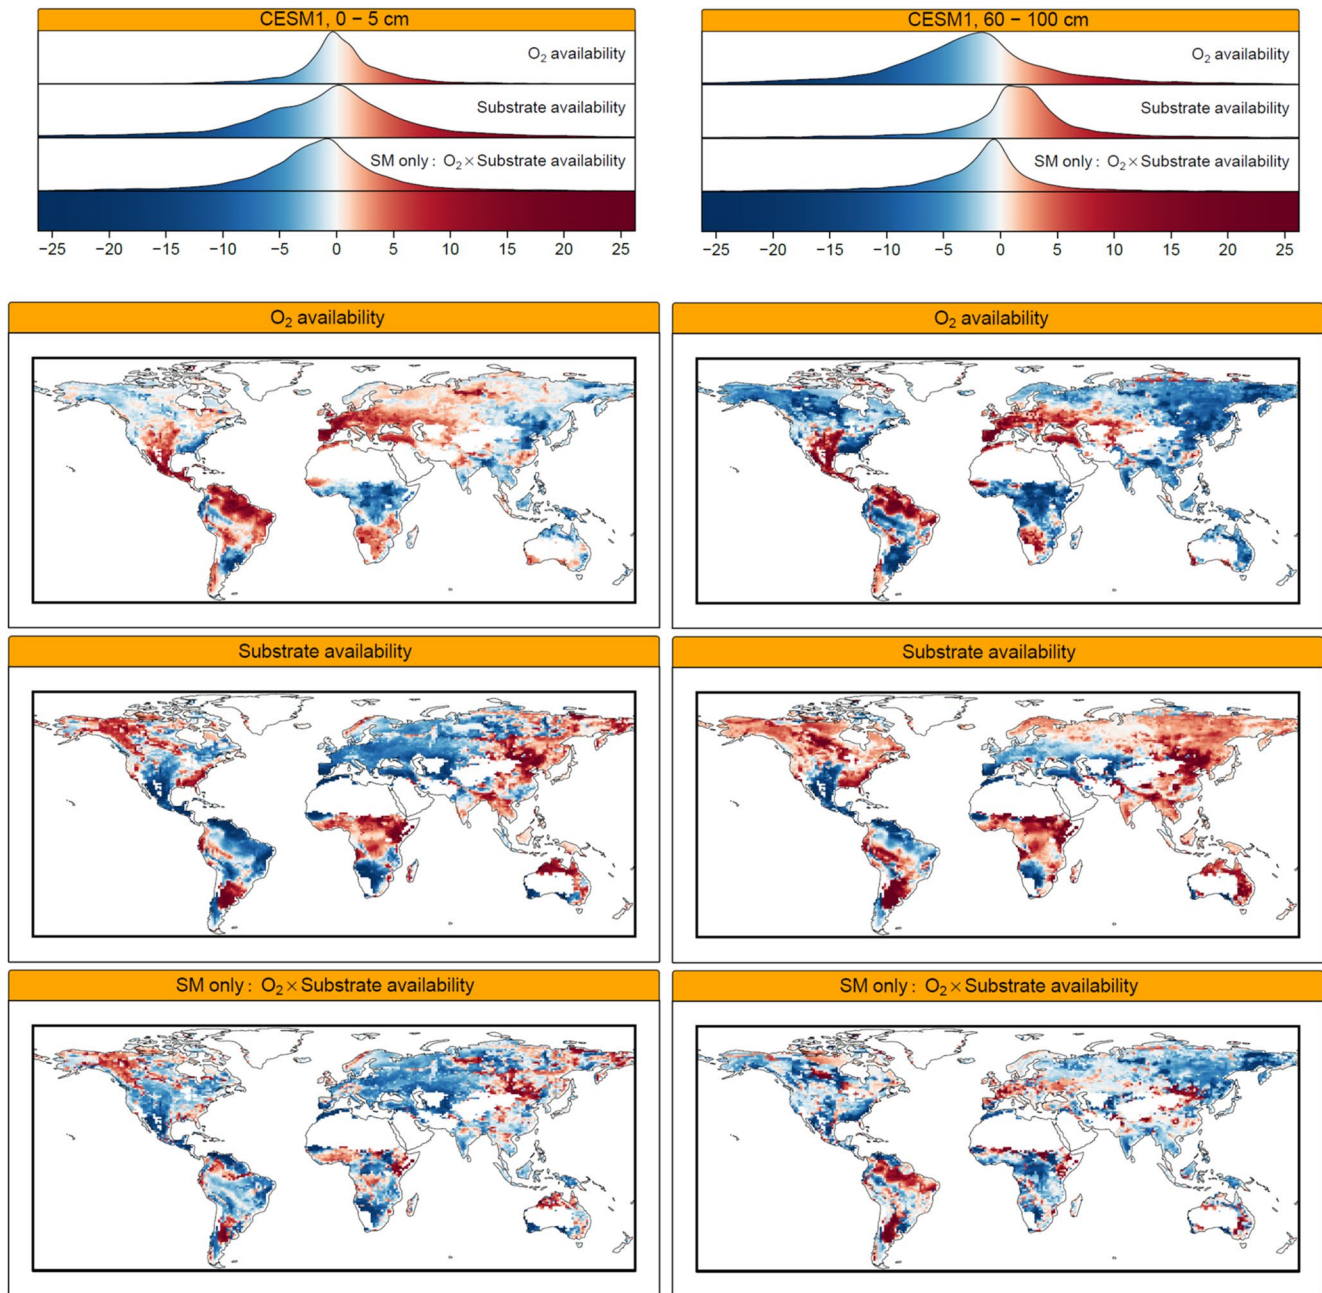 CESM1, 0 − 5 cm
O₂ availability
Substrate availability
SM only : O₂ × Substrate availability
−25 −20 −15 −10 −5 0 5 10 15 20 25
CESM1, 60 − 100 cm
O₂ availability
Substrate availability
SM only : O₂ × Substrate availability
−25 −20 −15 −10 −5 0 5 10 15 20 25
O₂ availability
O₂ availability
Substrate availability
Substrate availability
SM only : O₂ × Substrate availability
SM only : O₂ × Substrate availability